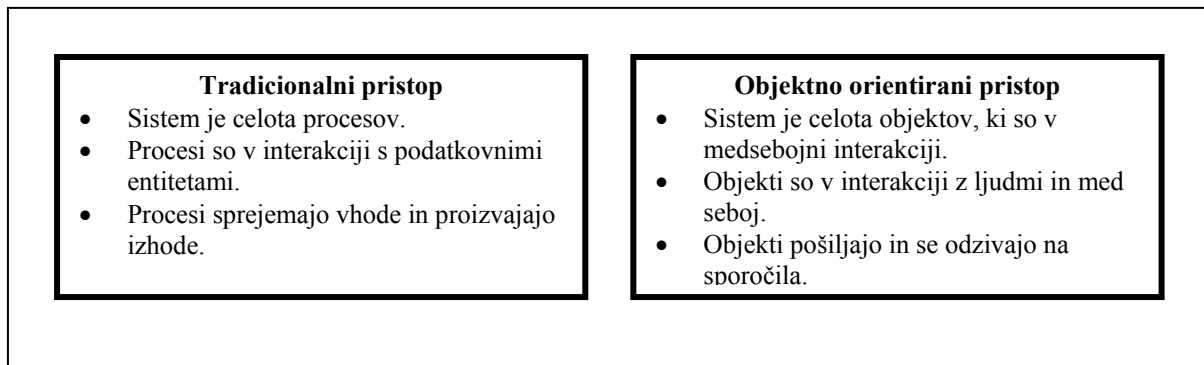 Tradicionalni pristop
• Sistem je celota procesov.
• Procesi so v interakciji s podatkovnimi
entitetami.
• Procesi sprejemajo vhode in proizvajajo
izhode.
Objektno orientirani pristop
• Sistem je celota objektov, ki so v
medsebojni interakciji.
• Objekti so v interakciji z ljudmi in med
seboj.
• Objekti pošiljajo in se odzivajo na
sporočila.